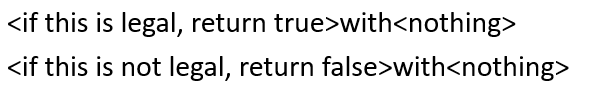 <if this is legal, return true>with<nothing>
<if this is not legal, return false>with<nothing>